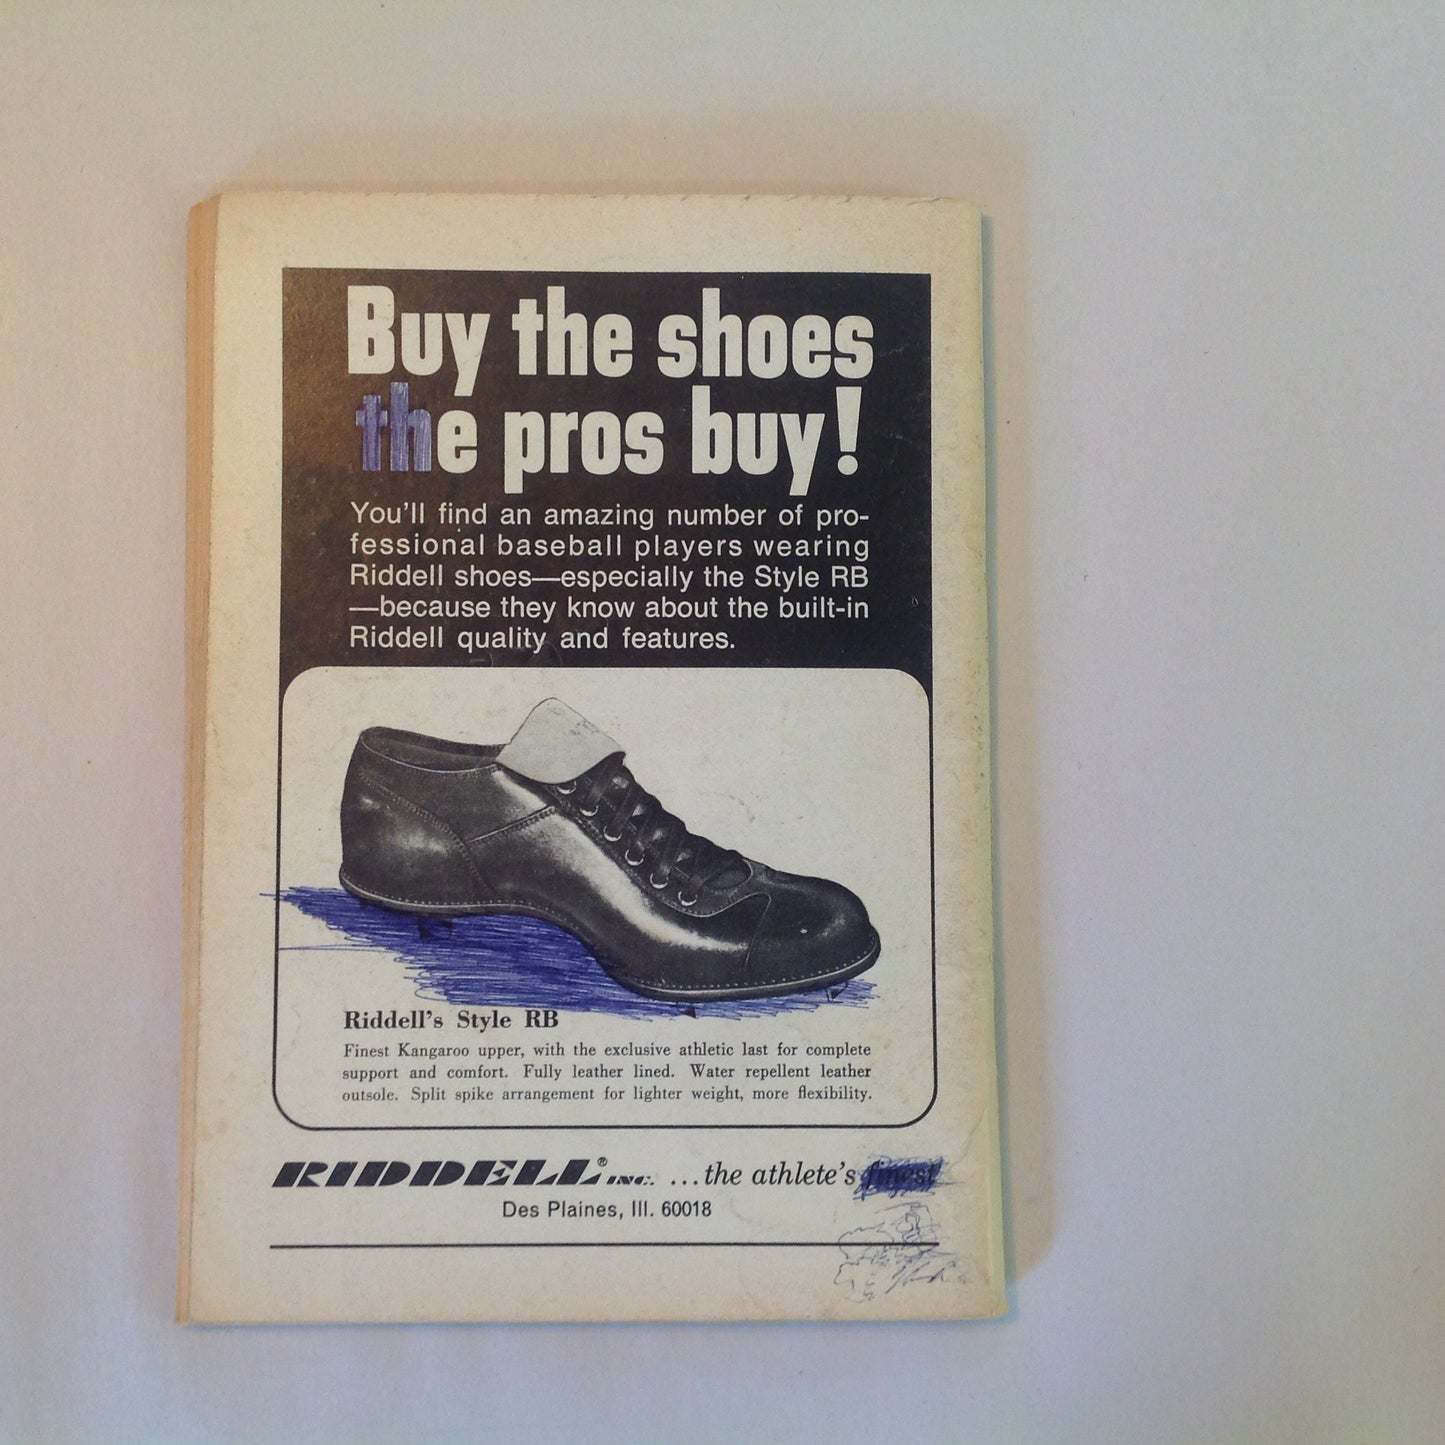 Buy the shoes
the pros buy!
You'll find an amazing number of pro-
fessional baseball players wearing
Riddell shoes—especially the Style RB
—because they know about the built-in
Riddell quality and features.
Riddell's Style RB
Finest Kangaroo upper, with the exclusive athletic last for complete
support and comfort. Fully leather lined. Water repellent leather
outsole. Split spike arrangement for lighter weight, more flexibility.
RIDDELL® INC. ...the athlete's finest
Des Plaines, Ill. 60018